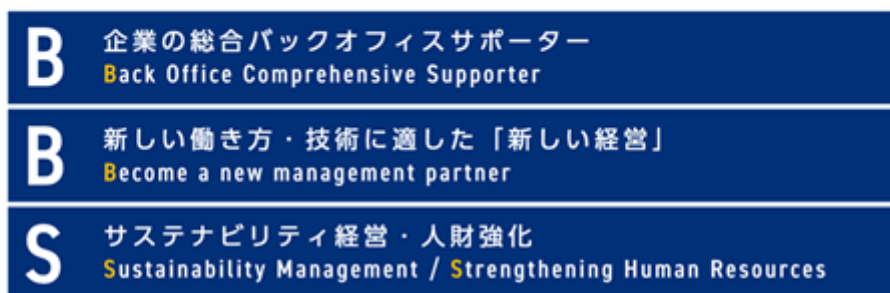 B
企業の総合バックオフィスサポーター
Back Office Comprehensive Supporter
B
新しい働き方・技術に適した「新しい経営」
Become a new management partner
S
サステナビリティ経営・人財強化
Sustainability Management / Strengthening Human Resources